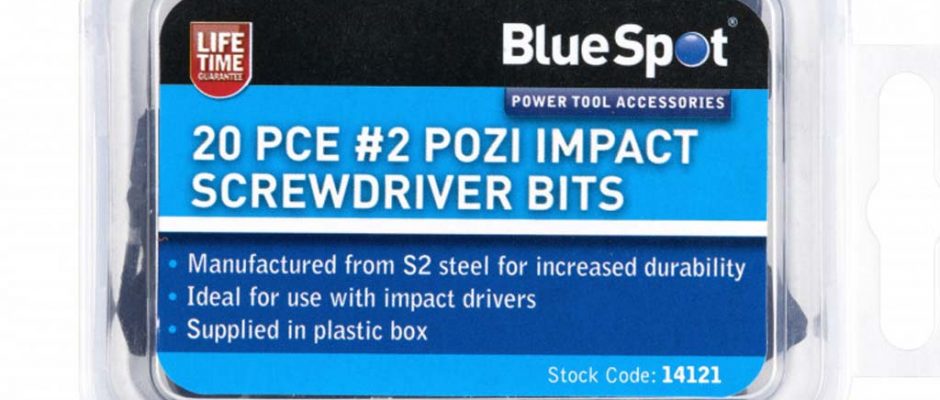 LIFE
TIME
GUARANTEE
BlueSpot®
POWER TOOL ACCESSORIES
20 PCE #2 POZI IMPACT
SCREWDRIVER BITS
• Manufactured from S2 steel for increased durability
• Ideal for use with impact drivers
• Supplied in plastic box
Stock Code: 14121